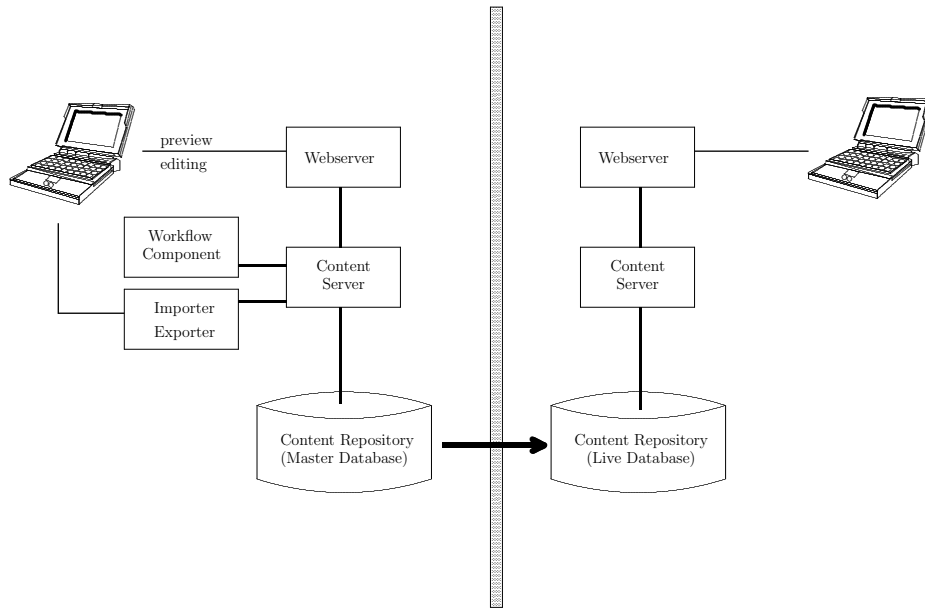 preview
editing
Webserver
Webserver
Workflow
Component
Content
Server
Content
Server
Importer
Exporter
Content Repository
(Master Database)
Content Repository
(Live Database)